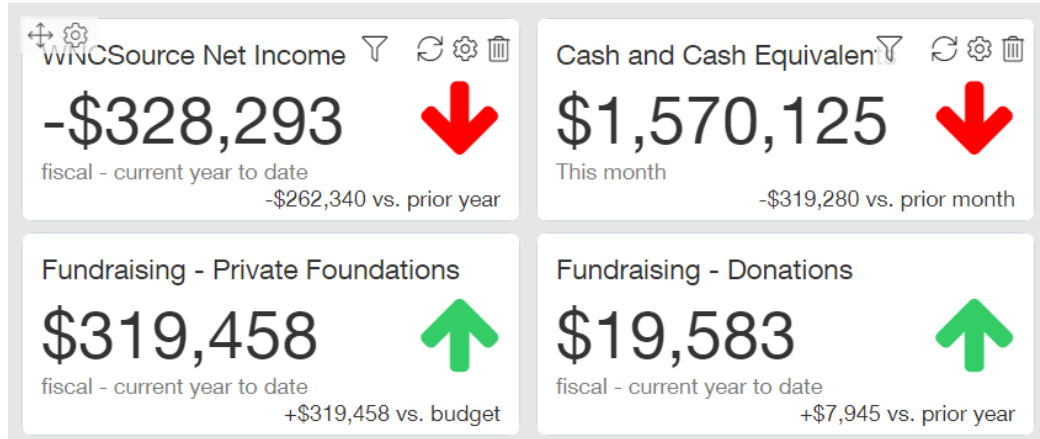 WNCSource Net Income
-$328,293
fiscal - current year to date
-$262,340 vs. prior year
Cash and Cash Equivalents
$1,570,125
This month
-$319,280 vs. prior month
Fundraising - Private Foundations
$319,458
fiscal - current year to date
+$319,458 vs. budget
Fundraising - Donations
$19,583
fiscal - current year to date
+$7,945 vs. prior year